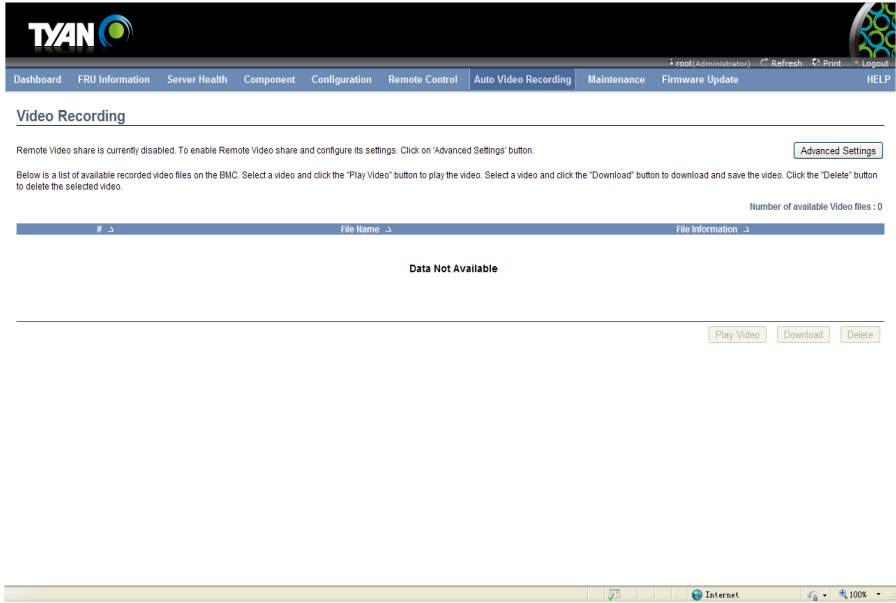 TYAN
root(Administrator) Refresh Print Logout
Dashboard FRU Information Server Health Component Configuration Remote Control Auto Video Recording Maintenance Firmware Update HELP
Video Recording
Remote Video share is currently disabled. To enable Remote Video share and configure its settings. Click on 'Advanced Settings' button.
Advanced Settings
Below is a list of available recorded video files on the BMC. Select a video and click the "Play Video" button to play the video. Select a video and click the "Download" button to download and save the video. Click the "Delete" button
to delete the selected video.
Number of available Video files : 0
# File Name File Information
Data Not Available
Play Video Download Delete
Internet 100%